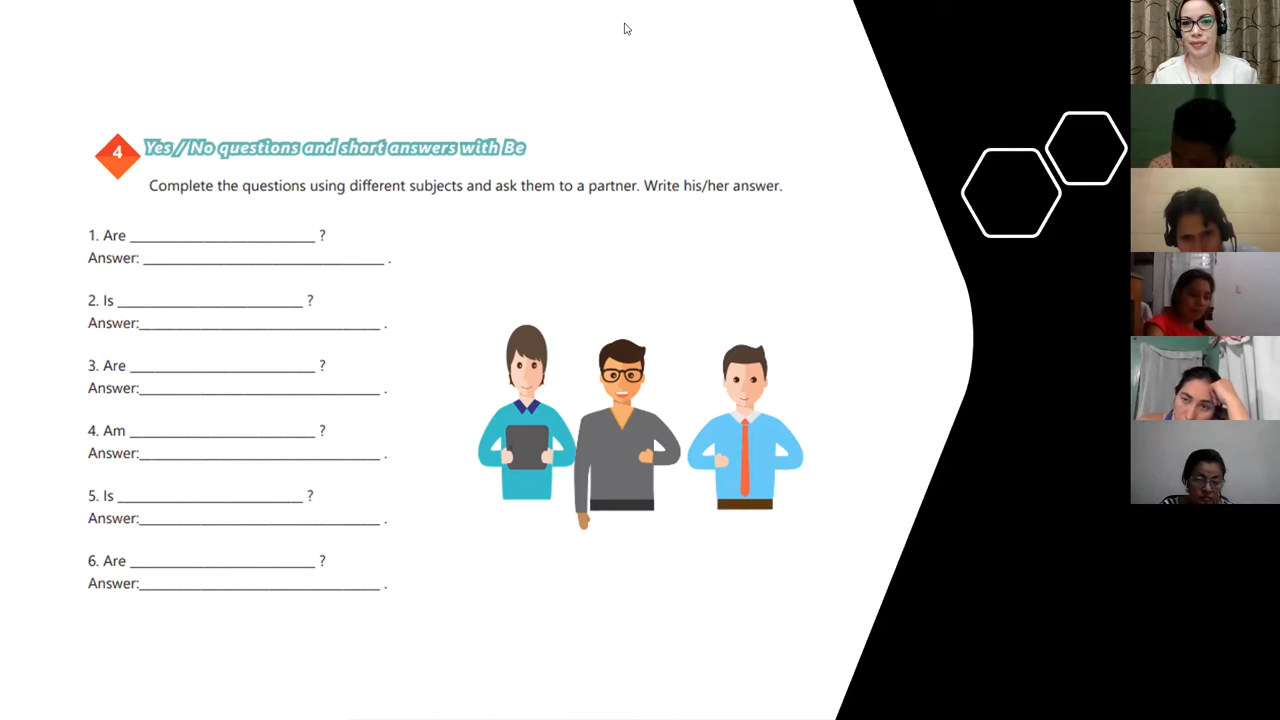 4
Yes / No questions and short answers with Be
Complete the questions using different subjects and ask them to a partner. Write his/her answer.
1. Are ________________________ ?
Answer: ________________________________ .
2. Is ________________________ ?
Answer:________________________________ .
3. Are ________________________ ?
Answer:________________________________ .
4. Am ________________________ ?
Answer:________________________________ .
5. Is ________________________ ?
Answer:________________________________ .
6. Are ________________________ ?
Answer:________________________________ .